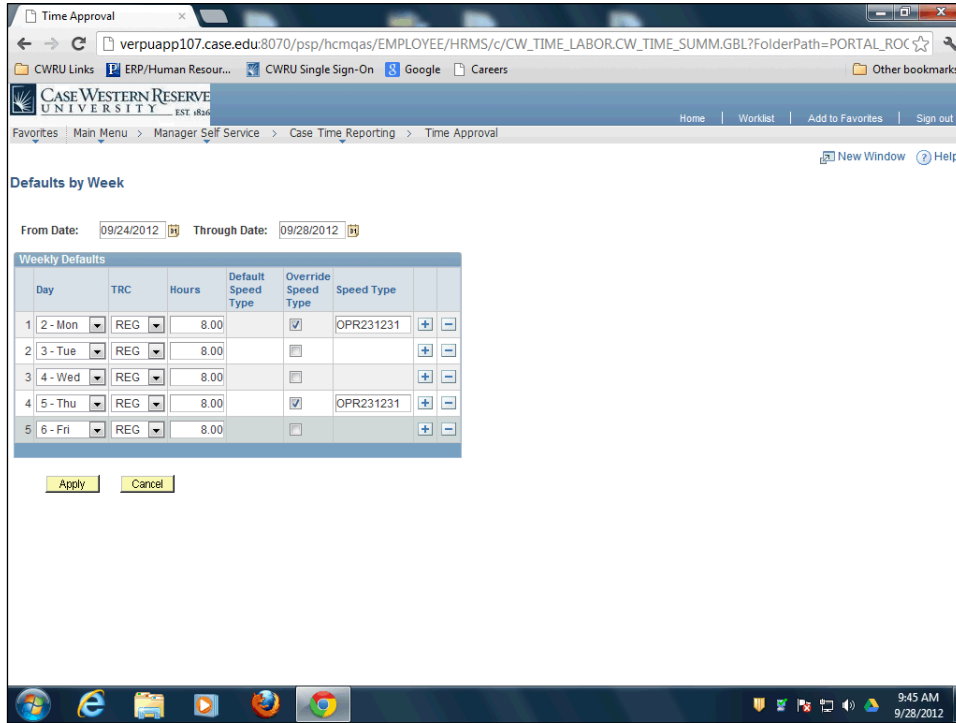 Time Approval
verpuapp107.case.edu:8070/psp/hcmqas/EMPLOYEE/HRMS/c/CW_TIME_LABOR.CW_TIME_SUMM.GBL?FolderPath=PORTAL_ROC
CWRU Links ERP/Human Resour... CWRU Single Sign-On Google Careers Other bookmarks
CASE WESTERN RESERVE
UNIVERSITY EST. 1826
Home | Worklist | Add to Favorites | Sign out
Favorites Main Menu > Manager Self Service > Case Time Reporting > Time Approval
New Window Help
Defaults by Week
From Date: 09/24/2012 Through Date: 09/28/2012
Weekly Defaults
Day TRC Hours Default Speed Type Override Speed Type Speed Type
1 2 - Mon REG 8.00 OPR231231
2 3 - Tue REG 8.00
3 4 - Wed REG 8.00
4 5 - Thu REG 8.00 OPR231231
5 6 - Fri REG 8.00
Apply Cancel
9:45 AM
9/28/2012